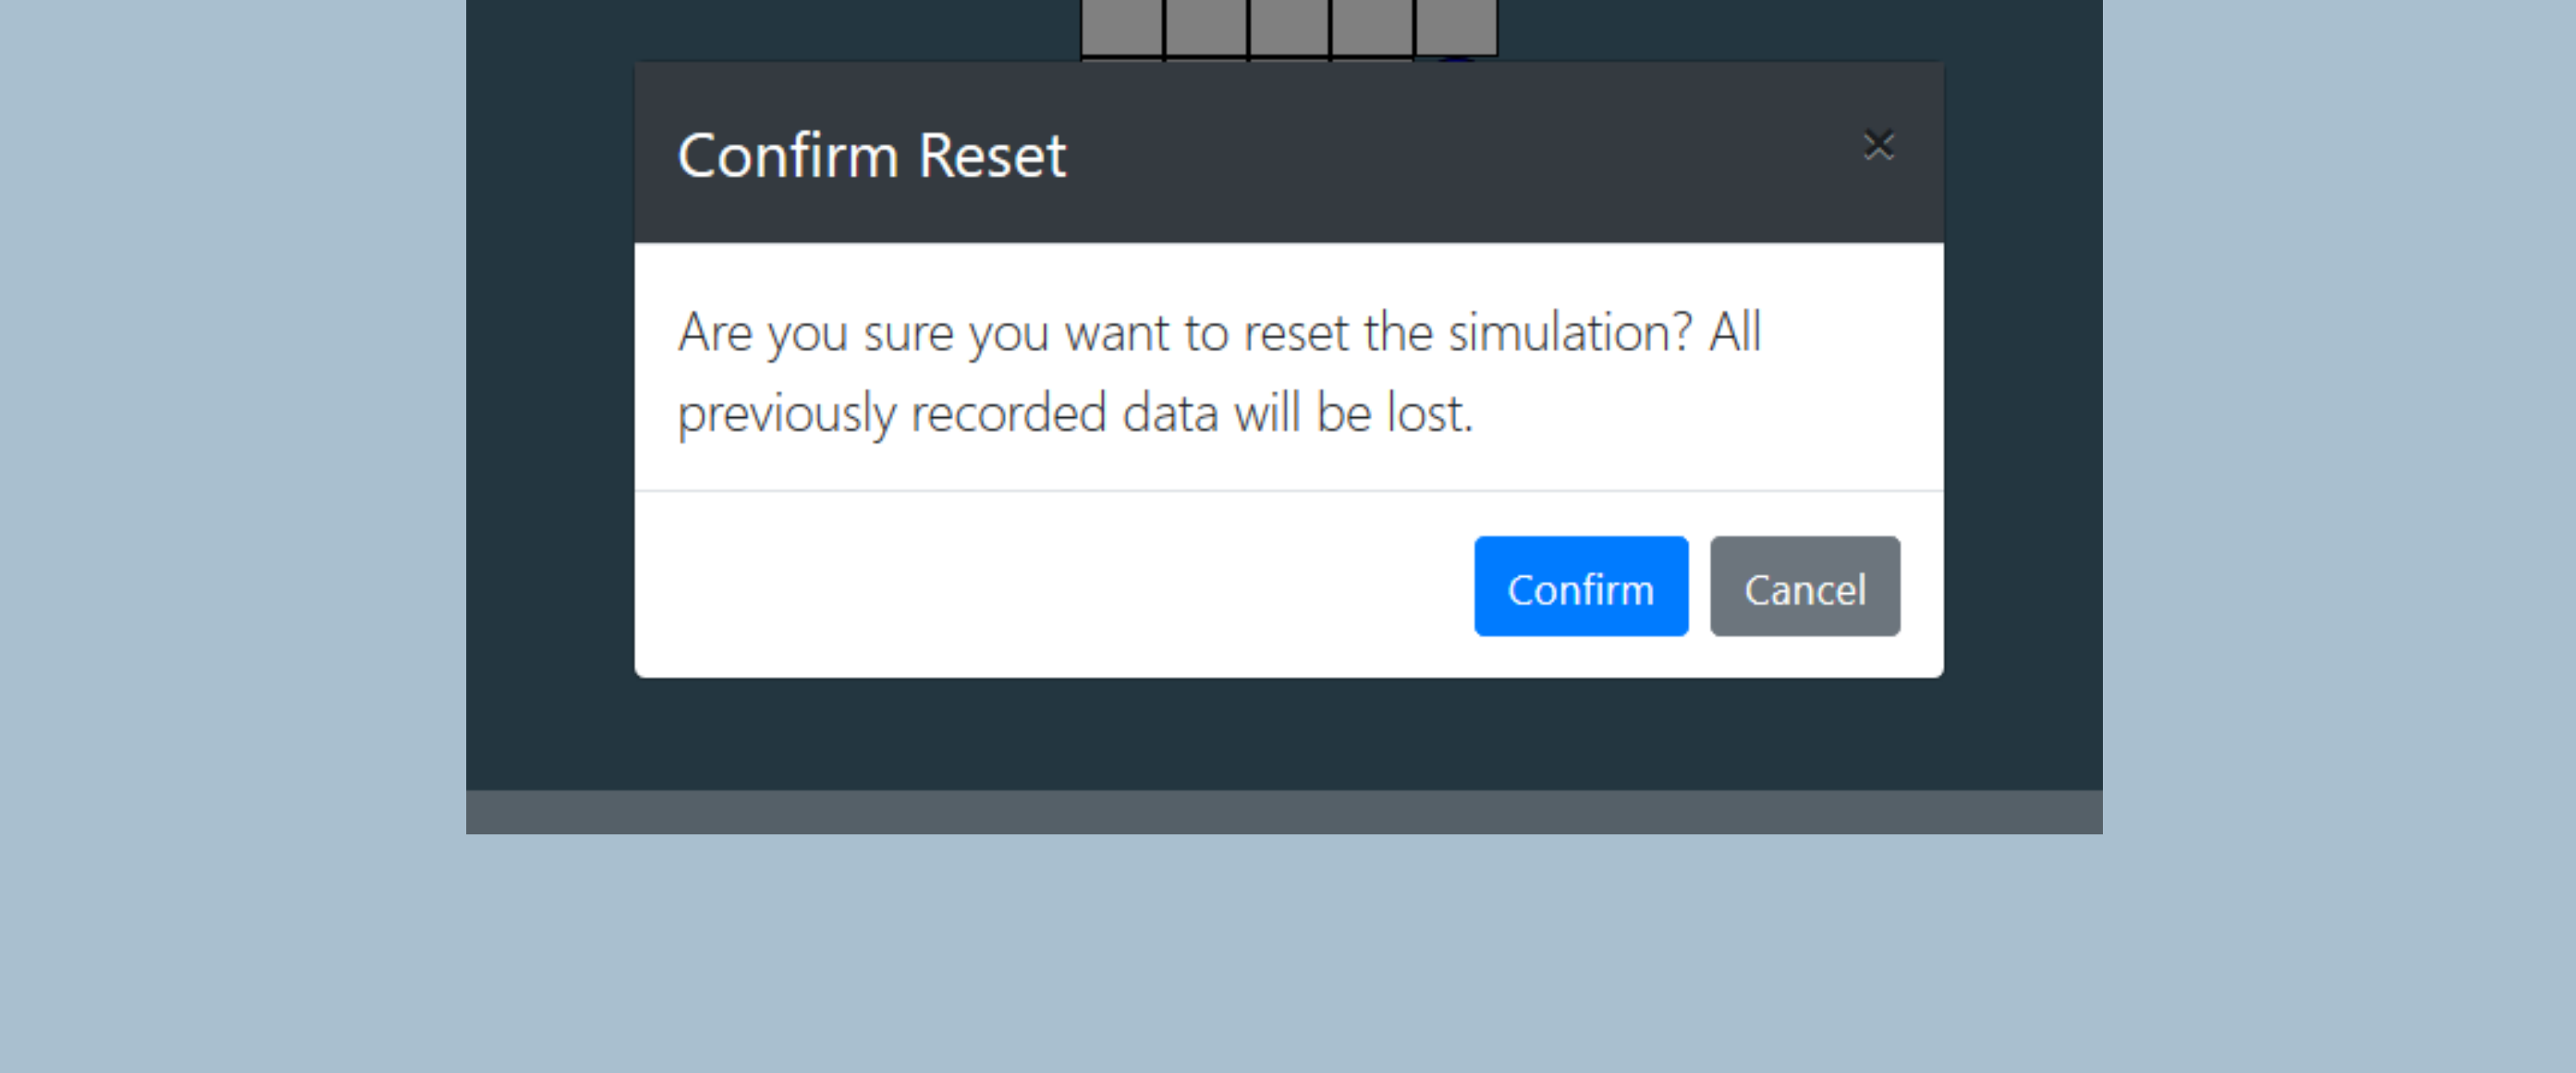 Confirm Reset
×
Are you sure you want to reset the simulation? All
previously recorded data will be lost.
Confirm Cancel